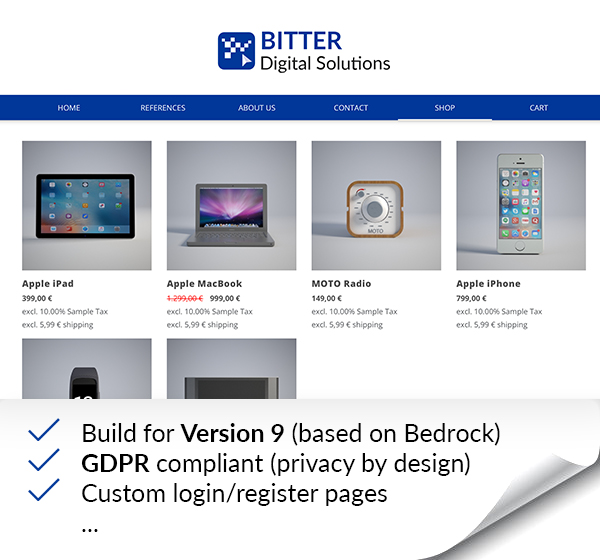 BITTER
Digital Solutions
HOME REFERENCES ABOUT US CONTACT SHOP CART
MOTO
Apple iPad Apple MacBook MOTO Radio Apple iPhone
399,00 € 1.299,00 € 999,00 € 149,00 € 799,00 €
excl. 10.00% Sample Tax excl. 10.00% Sample Tax excl. 10.00% Sample Tax excl. 10.00% Sample Tax
excl. 5,99 € shipping excl. 5,99 € shipping excl. 5,99 € shipping excl. 5,99 € shipping
Build for Version 9 (based on Bedrock)
GDPR compliant (privacy by design)
Custom login/register pages
...